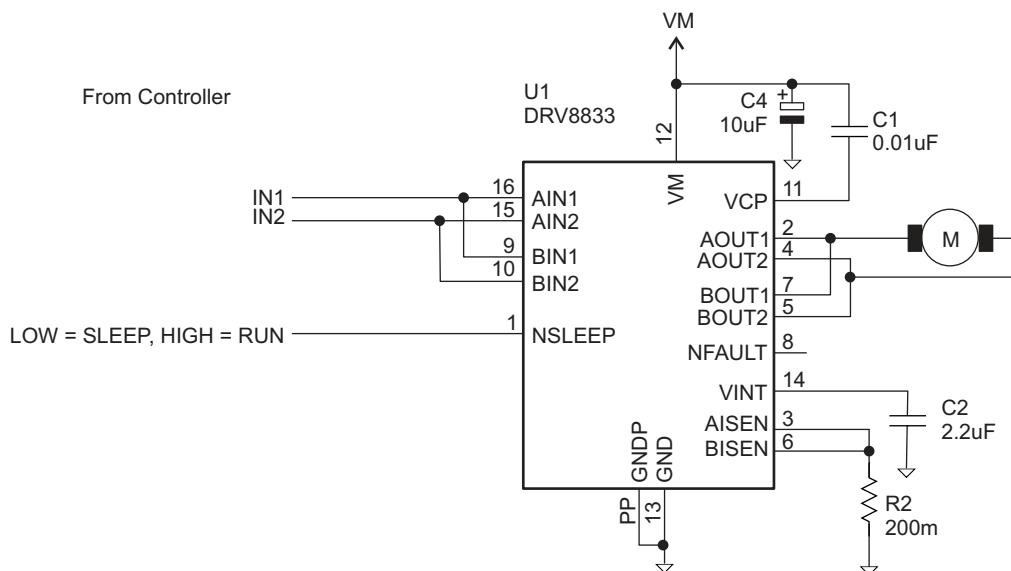 VM
From Controller
U1
DRV8833
C4
10uF
+
C1
0.01uF
12
VM
IN1
IN2
16
15
9
10
AIN1
AIN2
BIN1
BIN2
LOW = SLEEP, HIGH = RUN
1
NSLEEP
VCP
11
AOUT1
2
AOUT2
4
BOUT1
7
BOUT2
5
M
NFAULT
8
VINT
14
C2
2.2uF
AISEN
3
BISEN
6
R2
200m
GNDP
GND
PP
13